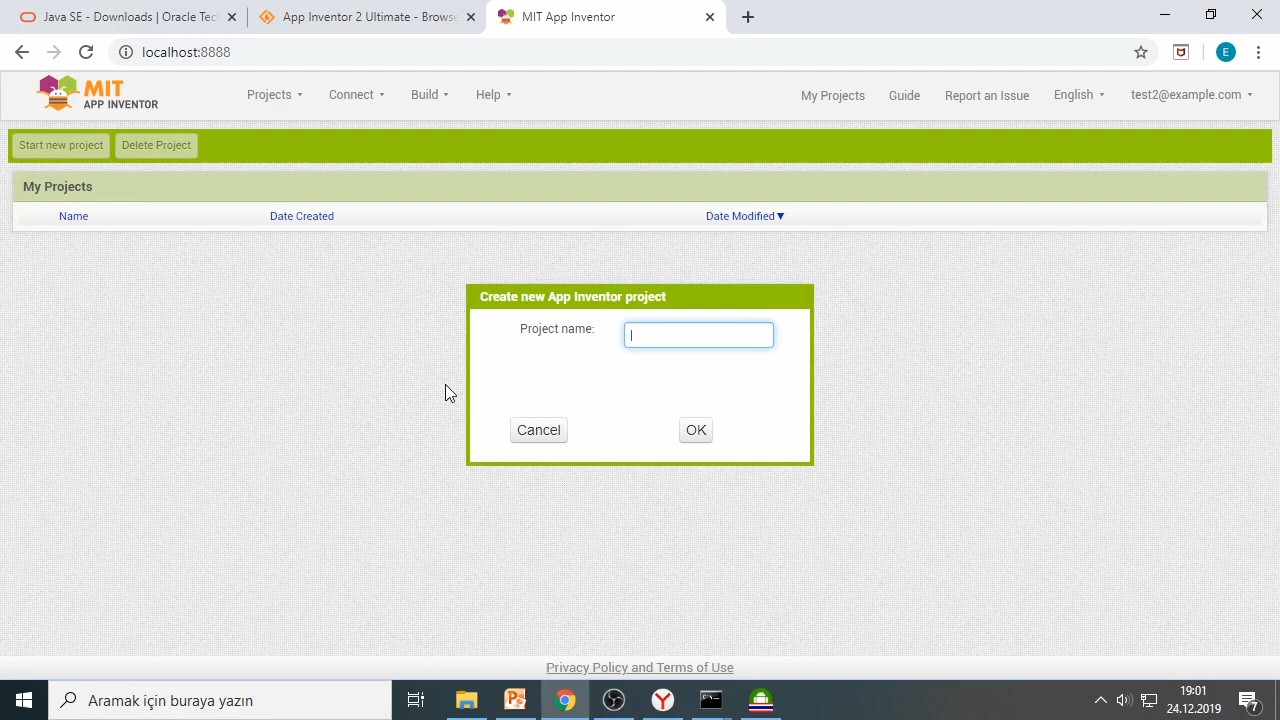 Java SE - Downloads | Oracle Tec
App Inventor 2 Ultimate - Browse
MIT App Inventor
localhost:8888
E
MIT
APP INVENTOR
Projects
Connect
Build
Help
My Projects
Guide
Report an Issue
English
test2@example.com
Start new project
Delete Project
My Projects
Name
Date Created
Date Modified
Create new App Inventor project
Project name:
Cancel
OK
Privacy Policy and Terms of Use
Aramak için buraya yazın
19:01
24.12.2019
7